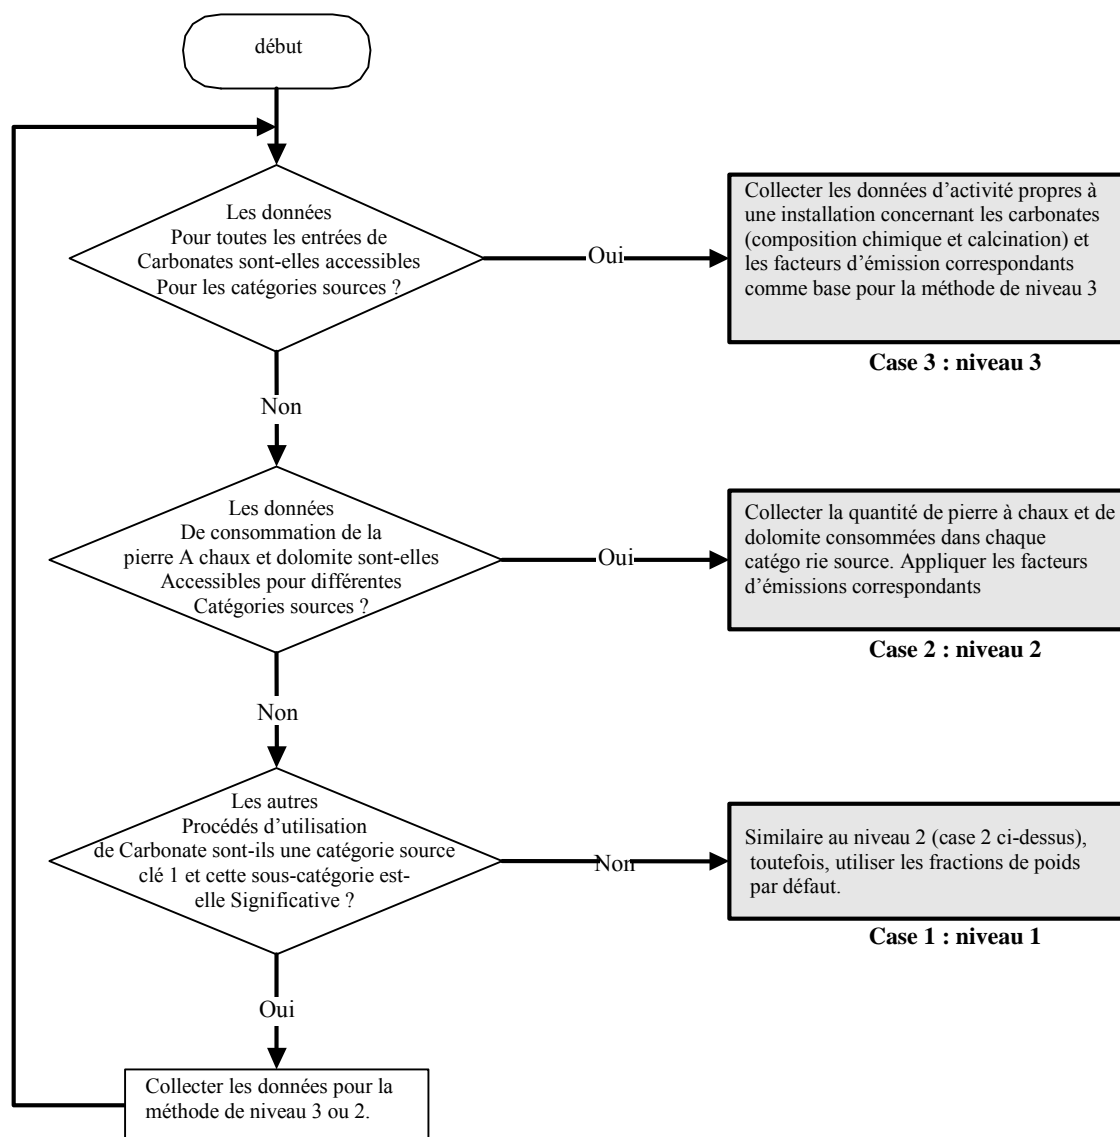 début
Les données
Pour toutes les entrées de
Carbonates sont-elles accessibles
Pour les catégories sources ?
Oui
Collecter les données d’activité propres à
une installation concernant les carbonates
(composition chimique et calcination) et
les facteurs d’émission correspondants
comme base pour la méthode de niveau 3
Case 3 : niveau 3
Non
Les données
De consommation de la
pierre A chaux et dolomite sont-elles
Accessibles pour différentes
Catégories sources ?
Oui
Collecter la quantité de pierre à chaux et de
dolomite consommées dans chaque
catégo rie source. Appliquer les facteurs
d’émissions correspondants
Case 2 : niveau 2
Non
Les autres
Procédés d’utilisation
de Carbonate sont-ils une catégorie source
clé 1 et cette sous-catégorie est-
elle Significative ?
Non
Similaire au niveau 2 (case 2 ci-dessus),
toutefois, utiliser les fractions de poids
par défaut.
Case 1 : niveau 1
Oui
Collecter les données pour la
méthode de niveau 3 ou 2.